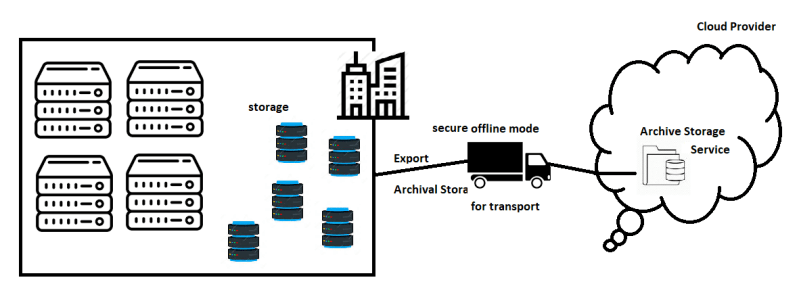 Cloud Provider
storage
secure offline mode
Archive Storage
Service
Export
Archival Stora
for transport